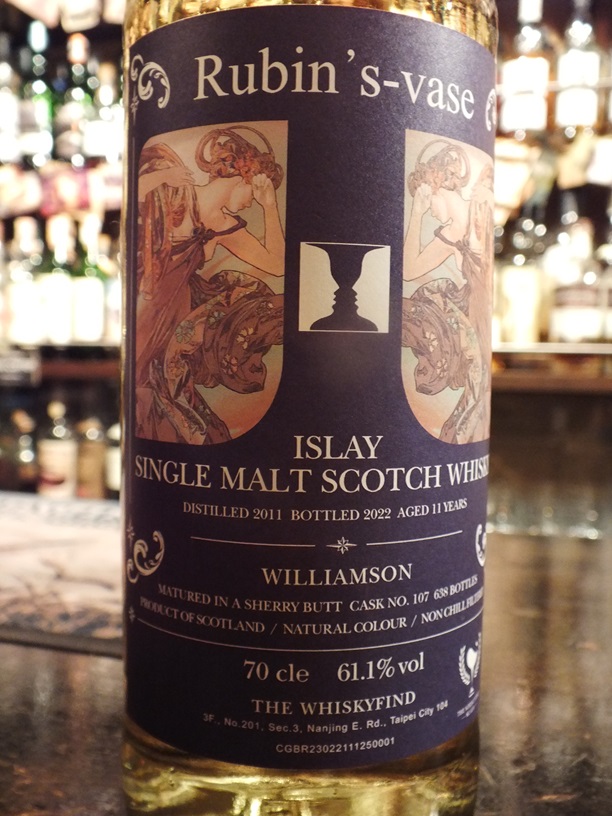 Rubin's-vase
ISLAY
SINGLE MALT SCOTCH WHISKY
DISTILLED 2011 BOTTLED 2022 AGED 11 YEARS
WILLIAMSON
MATURED IN A SHERRY BUTT CASK NO. 107 638 BOTTLES
PRODUCT OF SCOTLAND / NATURAL COLOUR / NON CHILL FILTERED
70 cle 61.1% vol
THE WHISKYFIND
3F., No.201, Sec.3, Nanjing E. Rd., Taipei City 104
CGBR23022111250001